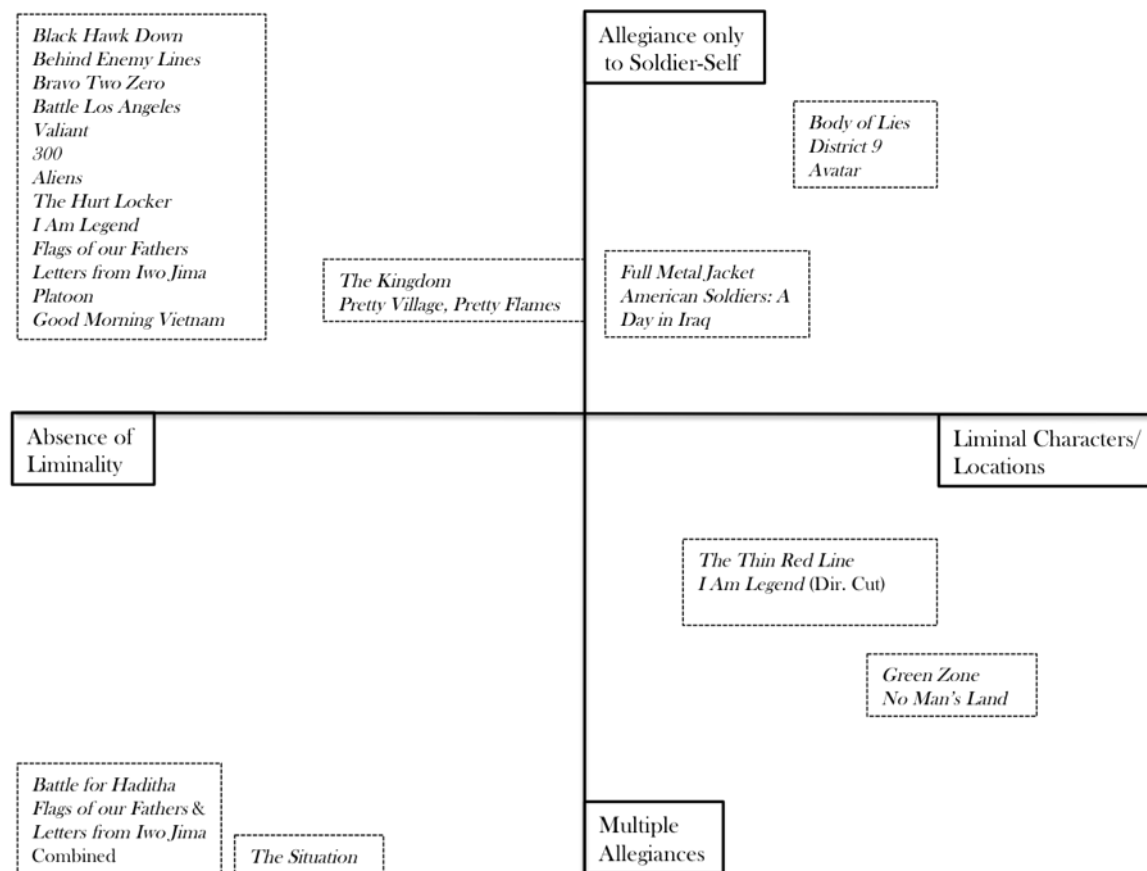 Black Hawk Down
Behind Enemy Lines
Bravo Two Zero
Battle Los Angeles
Valiant
300
Aliens
The Hurt Locker
I Am Legend
Flags of our Fathers
Letters from Iwo Jima
Platoon
Good Morning Vietnam
Allegiance only
to Soldier-Self
Body of Lies
District 9
Avatar
The Kingdom
Pretty Village, Pretty Flames
Full Metal Jacket
American Soldiers: A
Day in Iraq
Absence of
Liminality
Liminal Characters/
Locations
The Thin Red Line
I Am Legend (Dir. Cut)
Green Zone
No Man’s Land
Battle for Haditha
Flags of our Fathers &
Letters from Iwo Jima
Combined
The Situation
Multiple
Allegiances